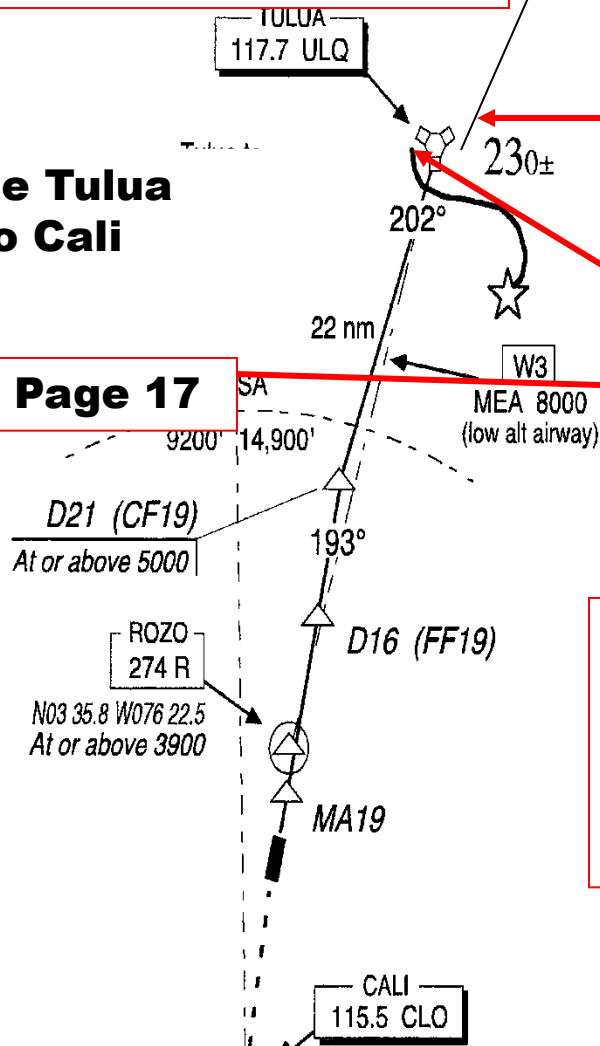 TULUA
117.7 ULQ
230±
e Tulua
o Cali
202°
22 nm
W3
MEA 8000
(low alt airway)
Page 17
SA
9200' 14,900'
D21 (CF19)
At or above 5000
193°
D16 (FF19)
ROZO
274 R
N03 35.8 W076 22.5
At or above 3900
MA19
CALI
115.5 CLO